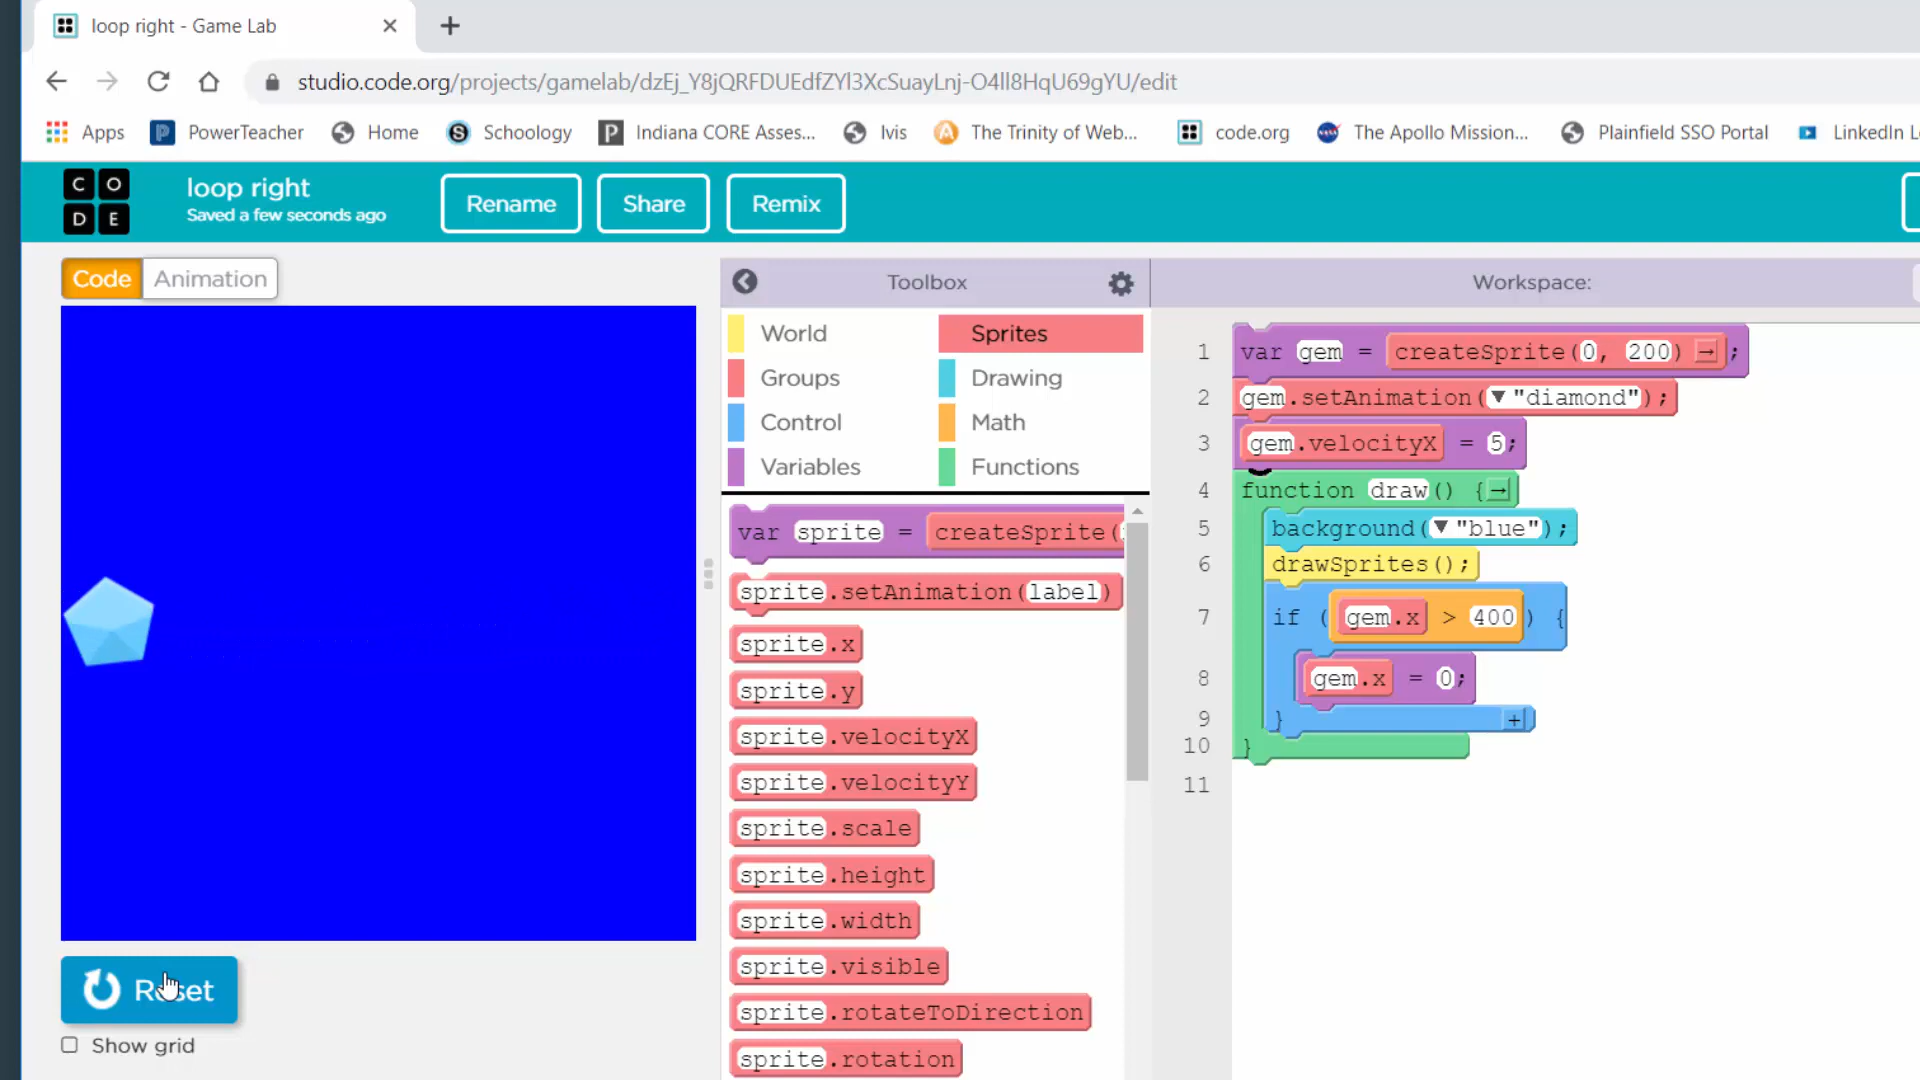 loop right - Game Lab
studio.code.org/projects/gamelab/dzEj_Y8jQRFDUEdfZYl3XcSuayLnj-O4ll8HqU69gYU/edit
Apps PowerTeacher Home Schoology Indiana CORE Asses... Ivis The Trinity of Web... code.org The Apollo Mission... Plainfield SSO Portal LinkedIn
CODE
loop right
Saved a few seconds ago
Rename Share Remix
Code Animation
Toolbox
Workspace:
World Sprites
Groups Drawing
Control Math
Variables Functions
var sprite = createSprite(
sprite.setAnimation(label)
sprite.x
sprite.y
sprite.velocityX
sprite.velocityY
sprite.scale
sprite.height
sprite.width
sprite.visible
sprite.rotateToDirection
sprite.rotation
1 var gem = createSprite(0, 200) → ;
2 gem.setAnimation(▼ "diamond");
3 gem.velocityX = 5;
4 function draw() {→
5 background(▼ "blue");
6 drawSprites();
7 if ( gem.x > 400 ) {
8 gem.x = 0;
9 } +
10 }
11
Reset
Show grid